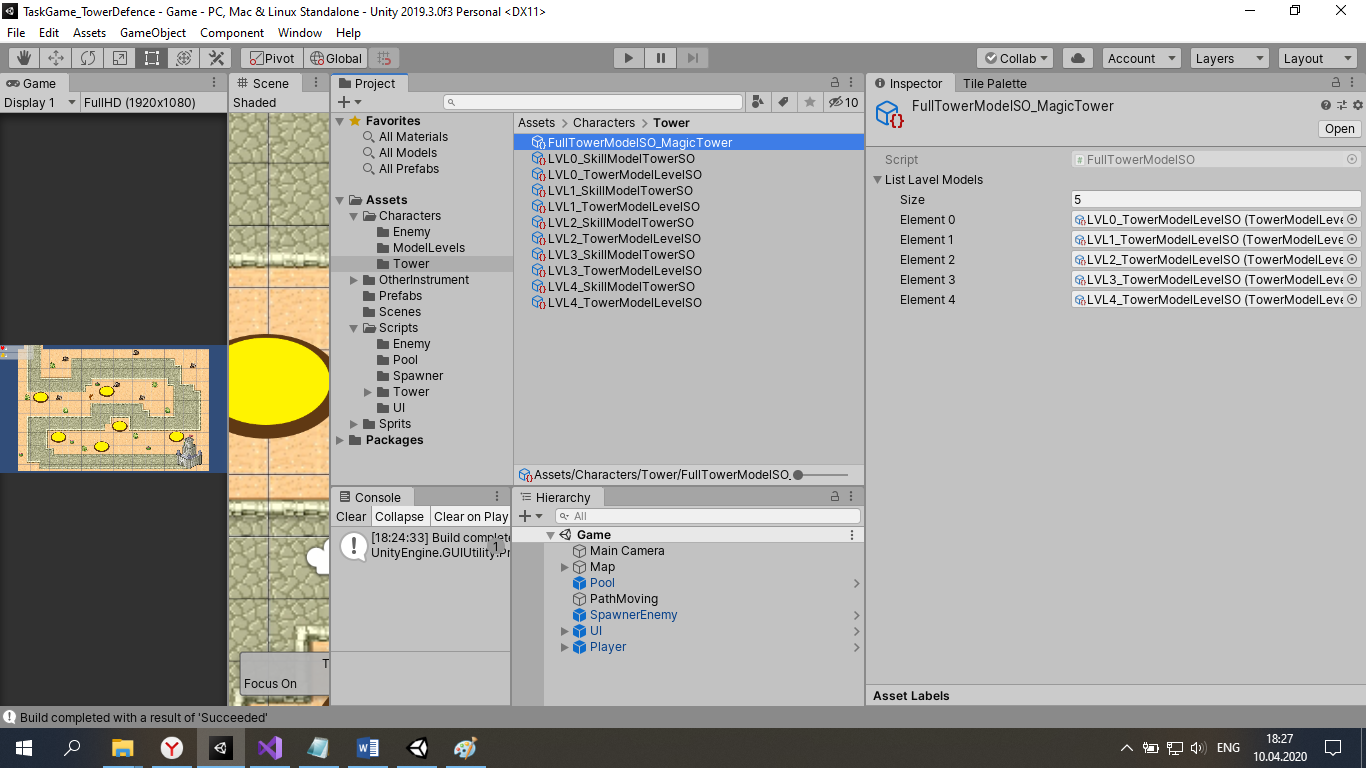 TaskGame_TowerDefence - Game - PC, Mac & Linux Standalone - Unity 2019.3.0f3 Personal <DX11>
File Edit Assets GameObject Component Window Help
Pivot Global Collab Account Layers Layout
Game
Display 1 FullHD (1920x1080)
Scene
Shaded
Focus On
Project
10
Favorites
All Materials
All Models
All Prefabs
Assets
Characters
Enemy
ModelLevels
Tower
OtherInstrument
Prefabs
Scenes
Scripts
Enemy
Pool
Spawner
Tower
UI
Sprits
Packages
Assets > Characters > Tower
FullTowerModelSO_MagicTower
LVL0_SkillModelTowerSO
LVL0_TowerModelLevelSO
LVL1_SkillModelTowerSO
LVL1_TowerModelLevelSO
LVL2_SkillModelTowerSO
LVL2_TowerModelLevelSO
LVL3_SkillModelTowerSO
LVL3_TowerModelLevelSO
LVL4_SkillModelTowerSO
LVL4_TowerModelLevelSO
Assets/Characters/Tower/FullTowerModelSO_
Console
Clear Collapse Clear on Play
[18:24:33] Build complete
UnityEngine.GUIUtility:Pr
1
Hierarchy
All
Game
Main Camera
Map
Pool
PathMoving
SpawnerEnemy
UI
Player
Inspector Tile Palette
FullTowerModelSO_MagicTower
Open
Script FullTowerModelSO
List Lavel Models
Size 5
Element 0 LVL0_TowerModelLevelSO (TowerModelLeve
Element 1 LVL1_TowerModelLevelSO (TowerModelLeve
Element 2 LVL2_TowerModelLevelSO (TowerModelLeve
Element 3 LVL3_TowerModelLevelSO (TowerModelLeve
Element 4 LVL4_TowerModelLevelSO (TowerModelLeve
Asset Labels
Build completed with a result of 'Succeeded'
ENG
18:27
10.04.2020